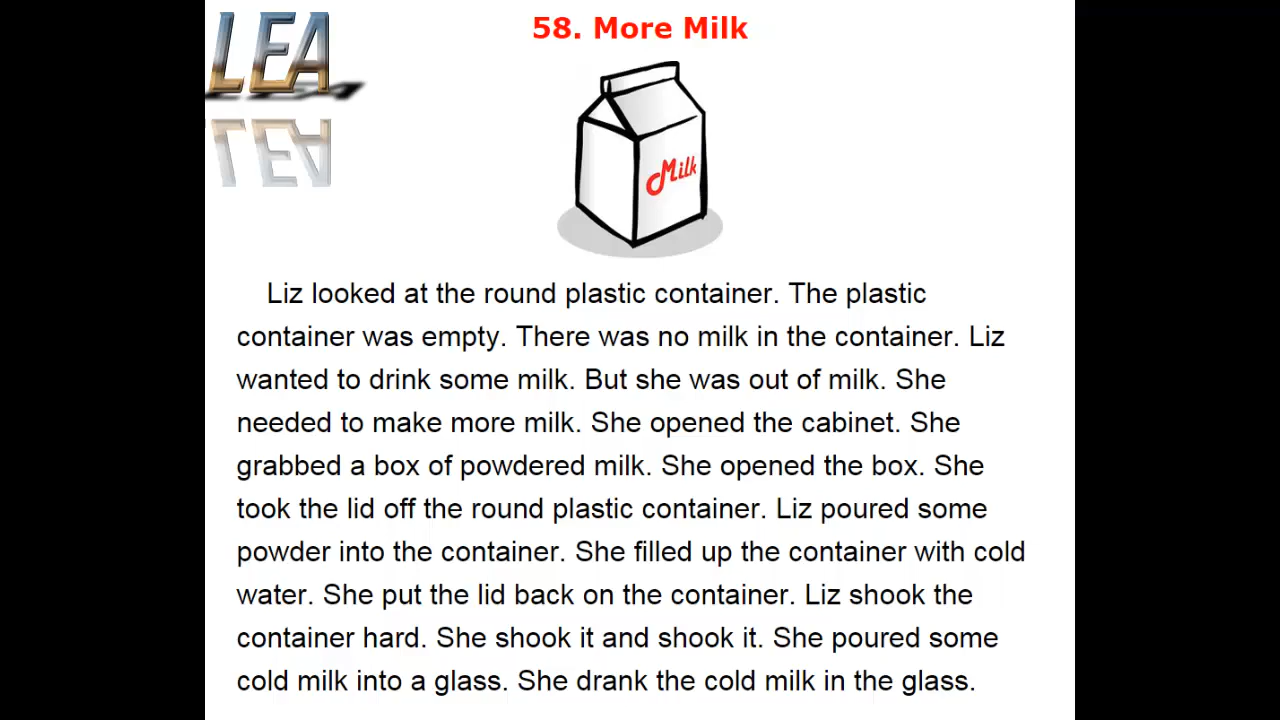 LEA
58. More Milk
Milk
Liz looked at the round plastic container. The plastic
container was empty. There was no milk in the container. Liz
wanted to drink some milk. But she was out of milk. She
needed to make more milk. She opened the cabinet. She
grabbed a box of powdered milk. She opened the box. She
took the lid off the round plastic container. Liz poured some
powder into the container. She filled up the container with cold
water. She put the lid back on the container. Liz shook the
container hard. She shook it and shook it. She poured some
cold milk into a glass. She drank the cold milk in the glass.